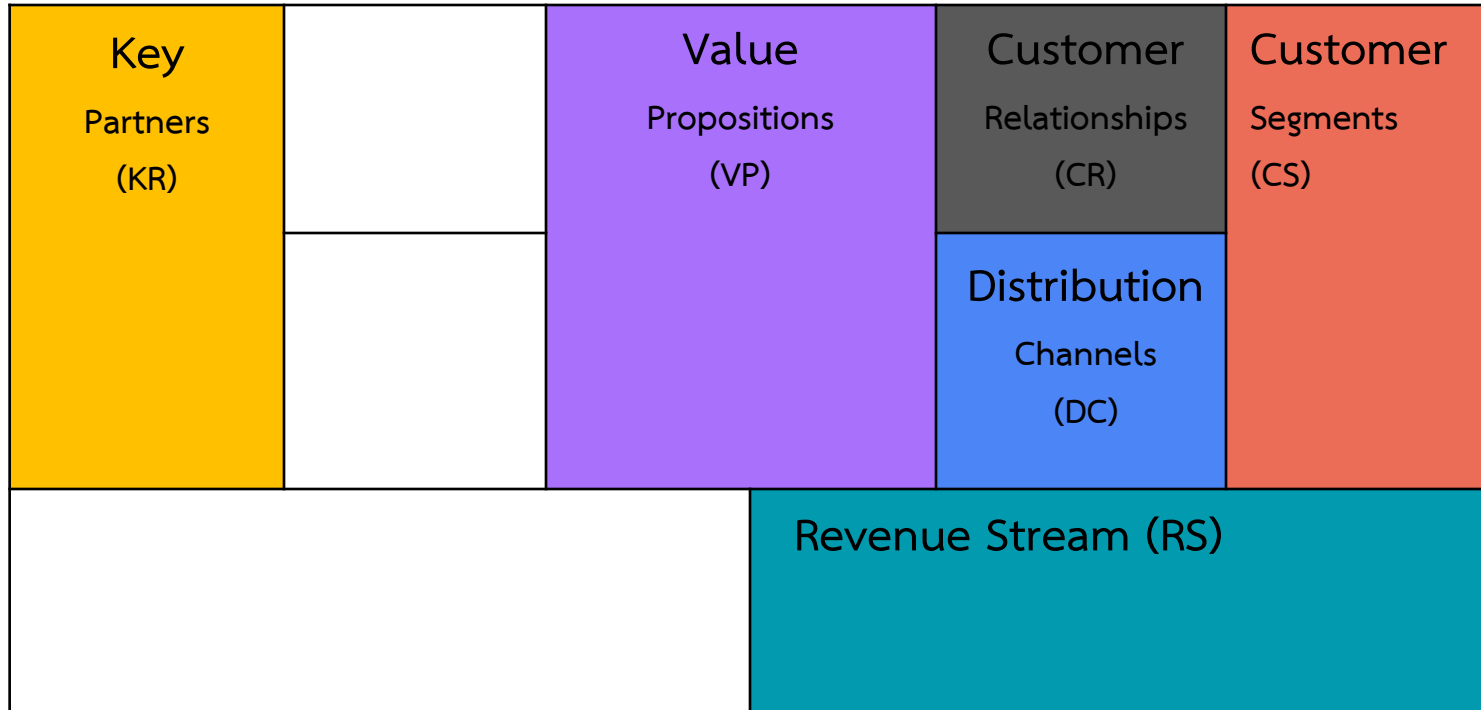 Key
Partners
(KR)
Value
Propositions
(VP)
Customer
Relationships
(CR)
Distribution
Channels
(DC)
Customer
Segments
(CS)
Revenue Stream (RS)